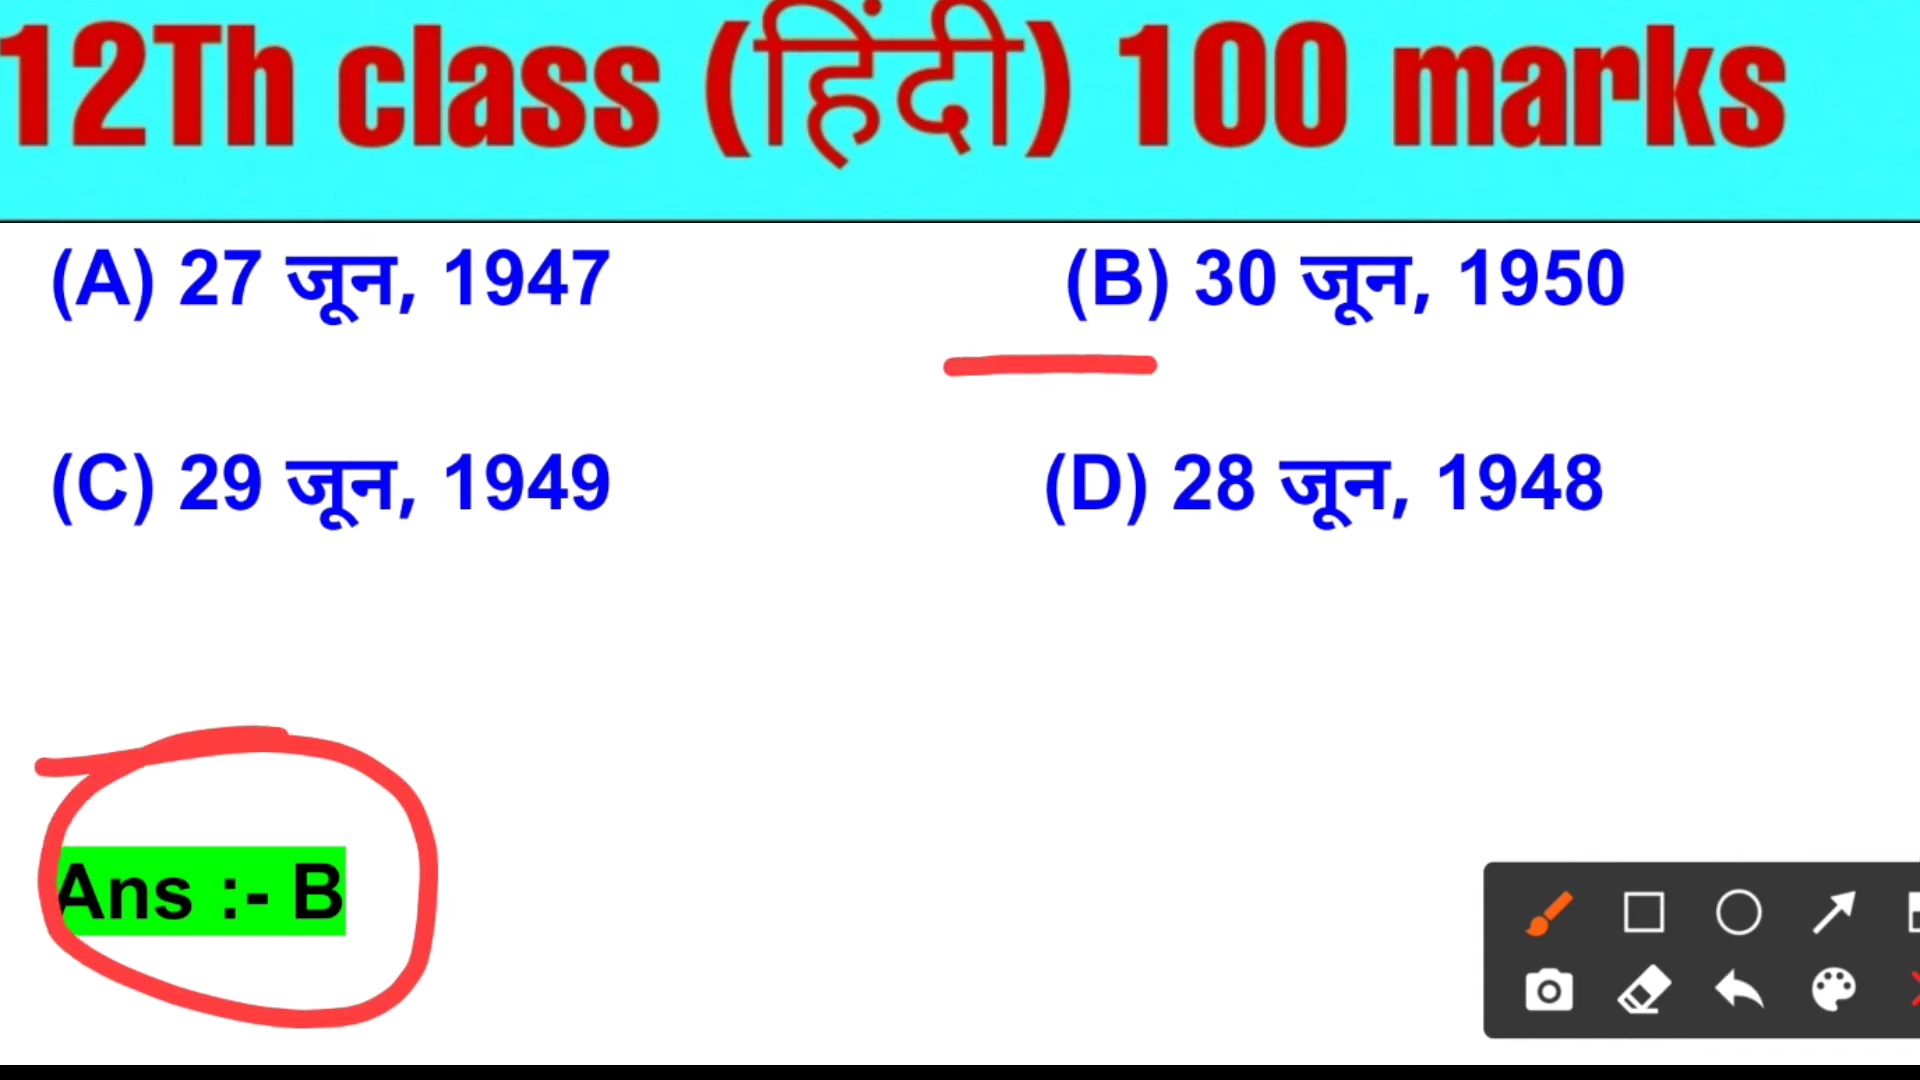 12Th class (हिंदी) 100 marks
(A) 27 जून, 1947 (B) 30 जून, 1950
(C) 29 जून, 1949 (D) 28 जून, 1948
Ans :- B